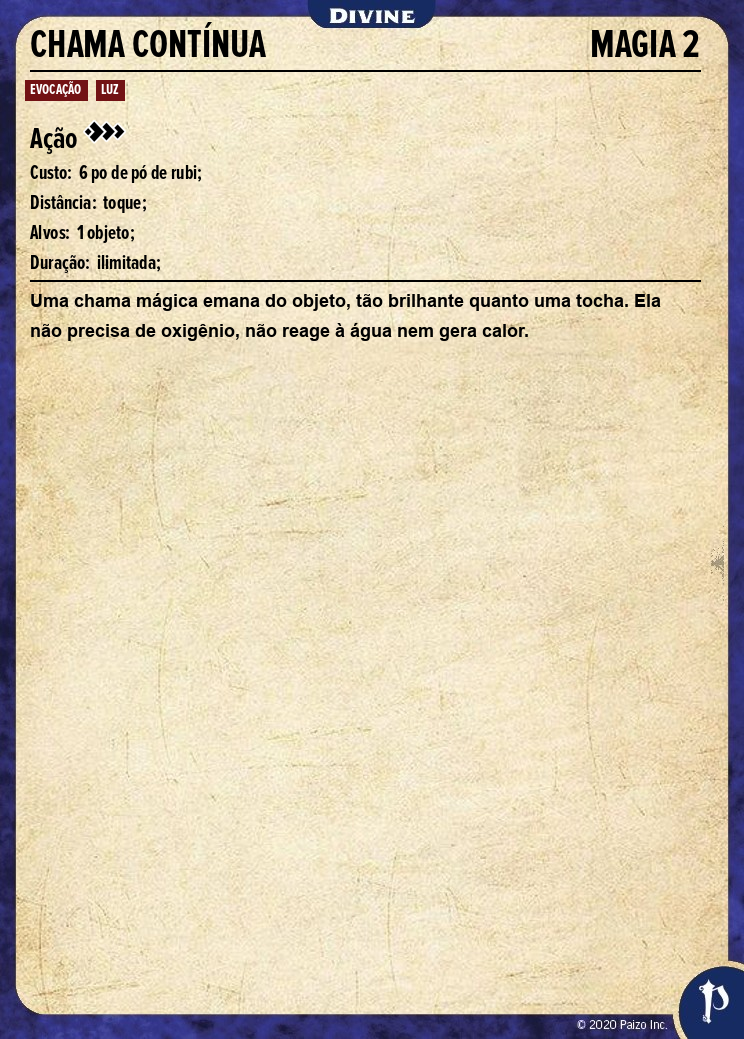 DIVINE
CHAMA CONTÍNUA MAGIA 2
EVOCAÇÃO LUZ
Ação
Custo: 6 po de pó de rubi;
Distância: toque;
Alvos: 1 objeto;
Duração: ilimitada;
Uma chama mágica emana do objeto, tão brilhante quanto uma tocha. Ela
não precisa de oxigênio, não reage à água nem gera calor.
© 2020 Paizo Inc.